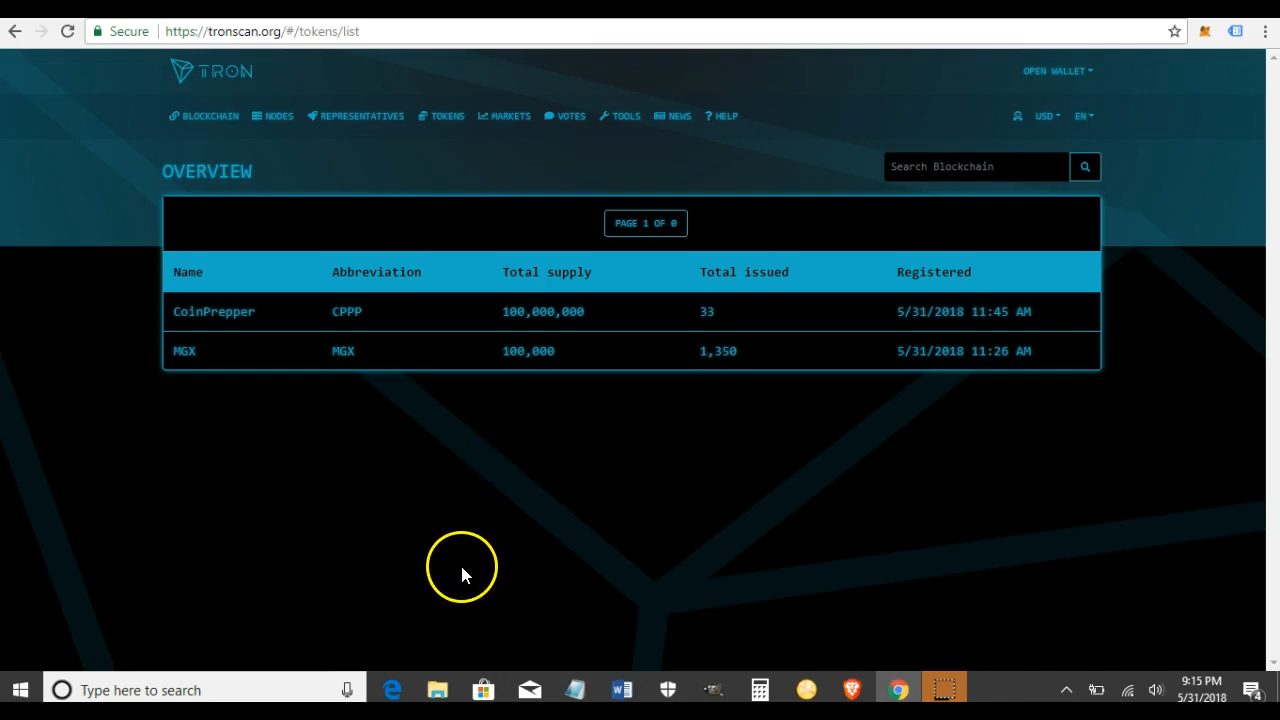 Secure https://tronscan.org/#/tokens/list
TRON
OPEN WALLET
BLOCKCHAIN NODES REPRESENTATIVES TOKENS MARKETS VOTES TOOLS NEWS HELP USD EN
OVERVIEW
Search Blockchain
PAGE 1 OF 0
Name Abbreviation Total supply Total issued Registered
CoinPrepper CPPP 100,000,000 33 5/31/2018 11:45 AM
MGX MGX 100,000 1,350 5/31/2018 11:26 AM
Type here to search
9:15 PM
5/31/2018
4